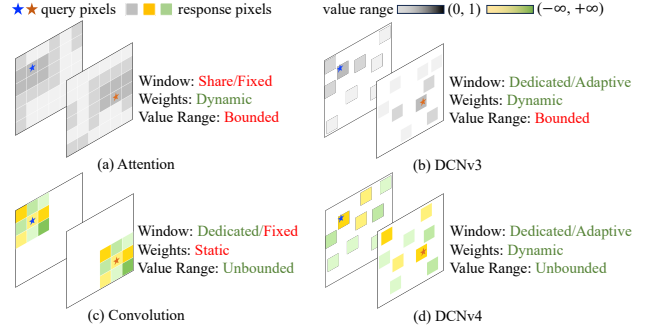 query pixels response pixels value range (0, 1) (−∞, +∞)
Window: Share/Fixed
Weights: Dynamic
Value Range: Bounded
(a) Attention
Window: Dedicated/Adaptive
Weights: Dynamic
Value Range: Bounded
(b) DCNv3
Window: Dedicated/Fixed
Weights: Static
Value Range: Unbounded
(c) Convolution
Window: Dedicated/Adaptive
Weights: Dynamic
Value Range: Unbounded
(d) DCNv4